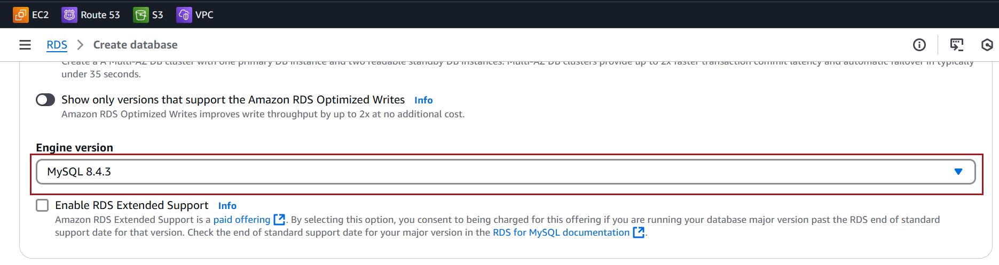 EC2 Route 53 S3 VPC
RDS > Create database
Create a A Multi-AZ DB cluster with one primary DB instance and two readable standby DB instances. Multi-AZ DB clusters provide up to 2x faster transaction commit latency and automatic failover in typically
under 35 seconds.
Show only versions that support the Amazon RDS Optimized Writes Info
Amazon RDS Optimized Writes improves write throughput by up to 2x at no additional cost.
Engine version
MySQL 8.4.3
Enable RDS Extended Support Info
Amazon RDS Extended Support is a paid offering. By selecting this option, you consent to being charged for this offering if you are running your database major version past the RDS end of standard
support date for that version. Check the end of standard support date for your major version in the RDS for MySQL documentation.